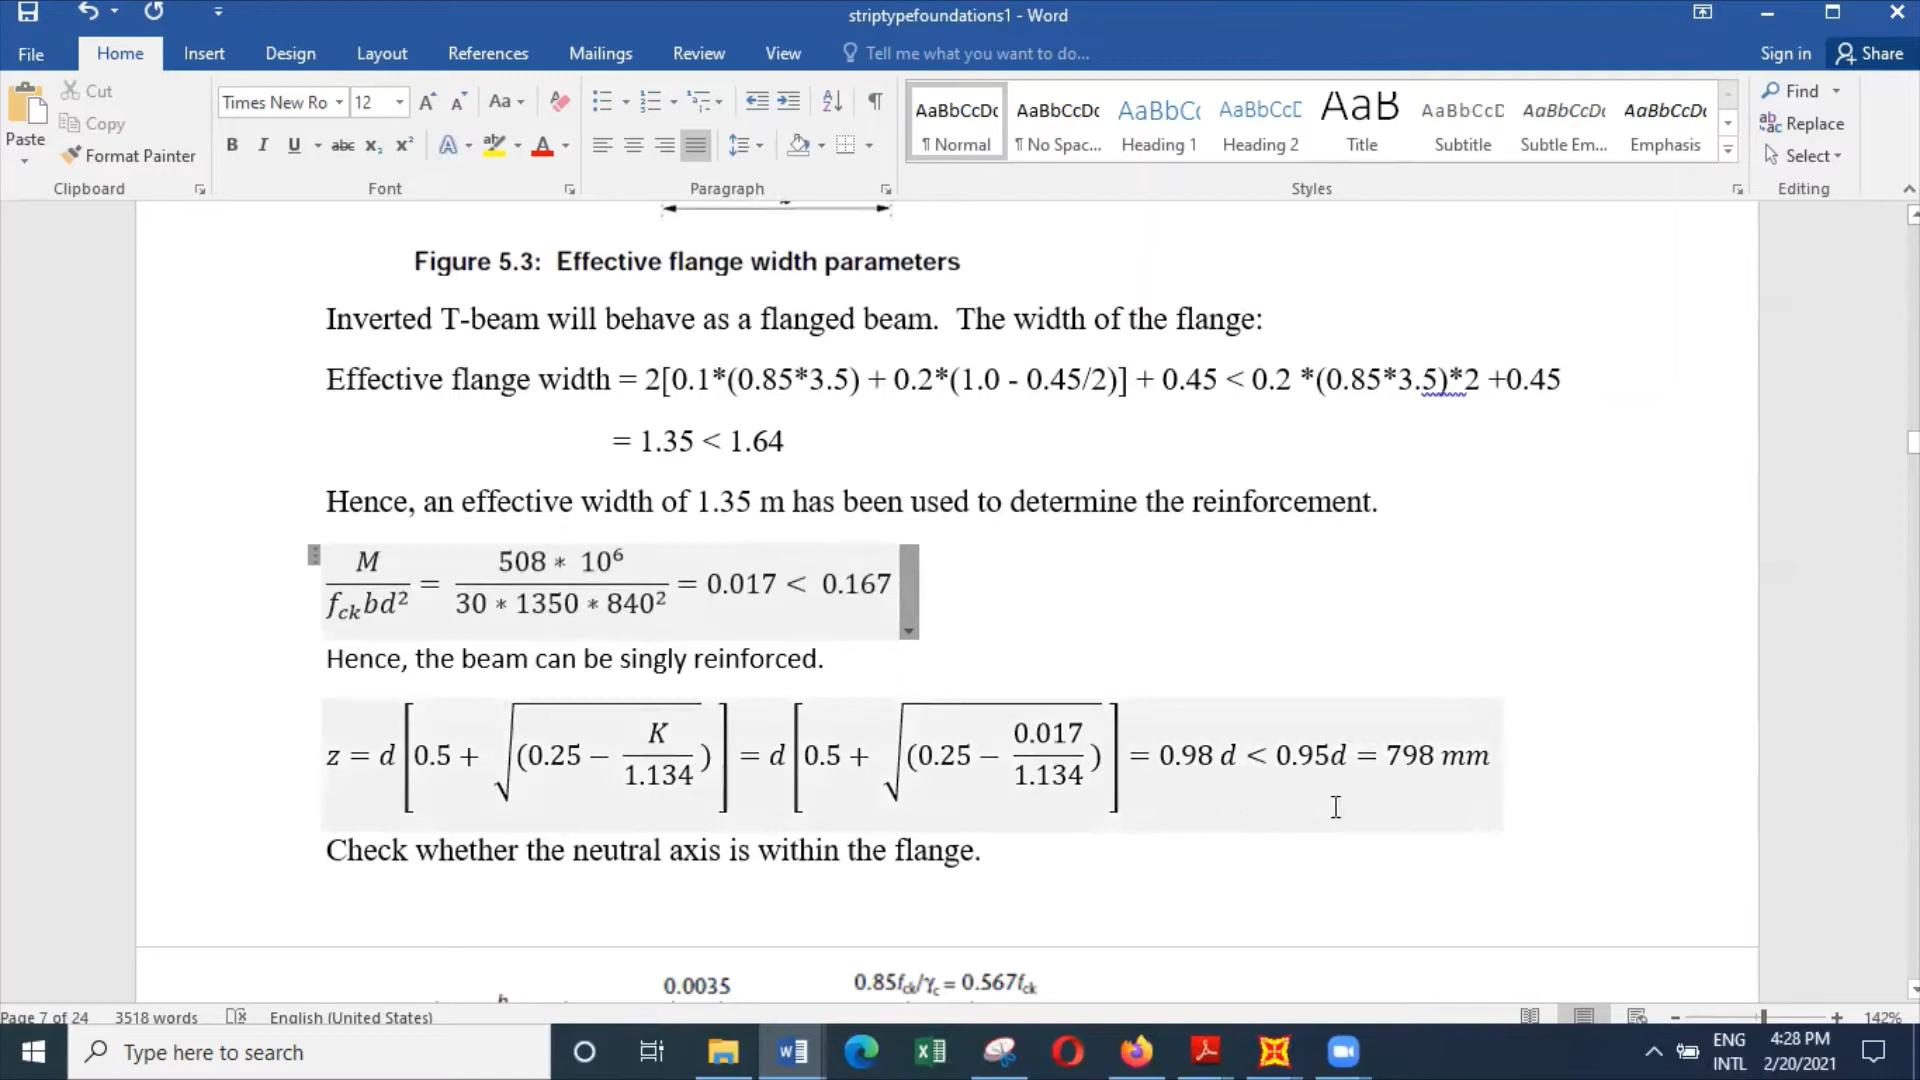 striptypefoundations1 - Word
File Home Insert Design Layout References Mailings Review View Tell me what you want to do... Sign in Share
Paste
Cut
Copy
Format Painter
Clipboard
Times New Ro 12
Font
Paragraph
AaBbCcDc ¶ Normal
AaBbCcDc ¶ No Spac...
AaBbCc Heading 1
AaBbCcE Heading 2
AaB Title
AaBbCcD Subtitle
AaBbCcDc Subtle Em...
AaBbCcDc Emphasis
Styles
Find
Replace
Select
Editing
Figure 5.3: Effective flange width parameters
Inverted T-beam will behave as a flanged beam. The width of the flange:
Effective flange width = 2[0.1*(0.85*3.5) + 0.2*(1.0 - 0.45/2)] + 0.45 < 0.2 *(0.85*3.5)*2 +0.45
= 1.35 < 1.64
Hence, an effective width of 1.35 m has been used to determine the reinforcement.
M / f_ck bd² = 508 * 10⁶ / 30 * 1350 * 840² = 0.017 < 0.167
Hence, the beam can be singly reinforced.
z = d [0.5 + √(0.25 − K/1.134)] = d [0.5 + √(0.25 − 0.017/1.134)] = 0.98 d < 0.95d = 798 mm
Check whether the neutral axis is within the flange.
0.0035 0.85f_ck/γ_c = 0.567f_ck
Page 7 of 24 3518 words English (United States) 142%
Type here to search
ENG
INTL
4:28 PM
2/20/2021